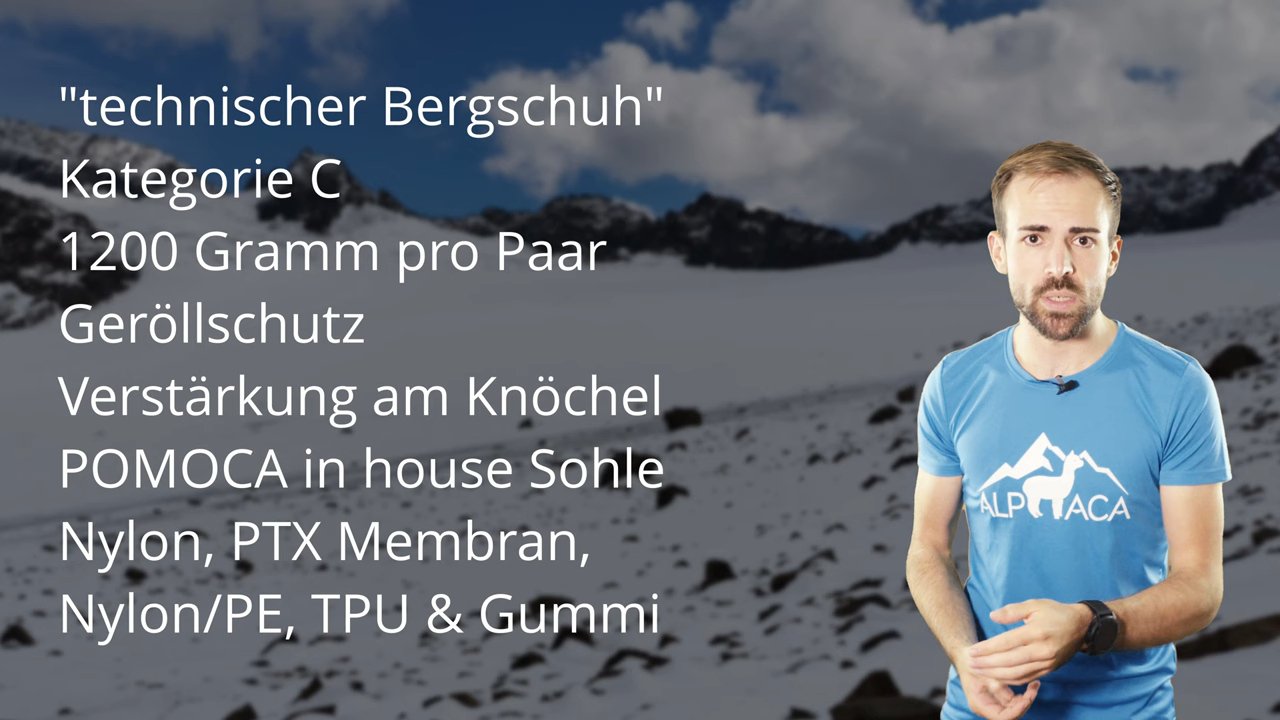 "technischer Bergschuh"
Kategorie C
1200 Gramm pro Paar
Geröllschutz
Verstärkung am Knöchel
POMOCA in house Sohle
Nylon, PTX Membran,
Nylon/PE, TPU & Gummi
ALPACA